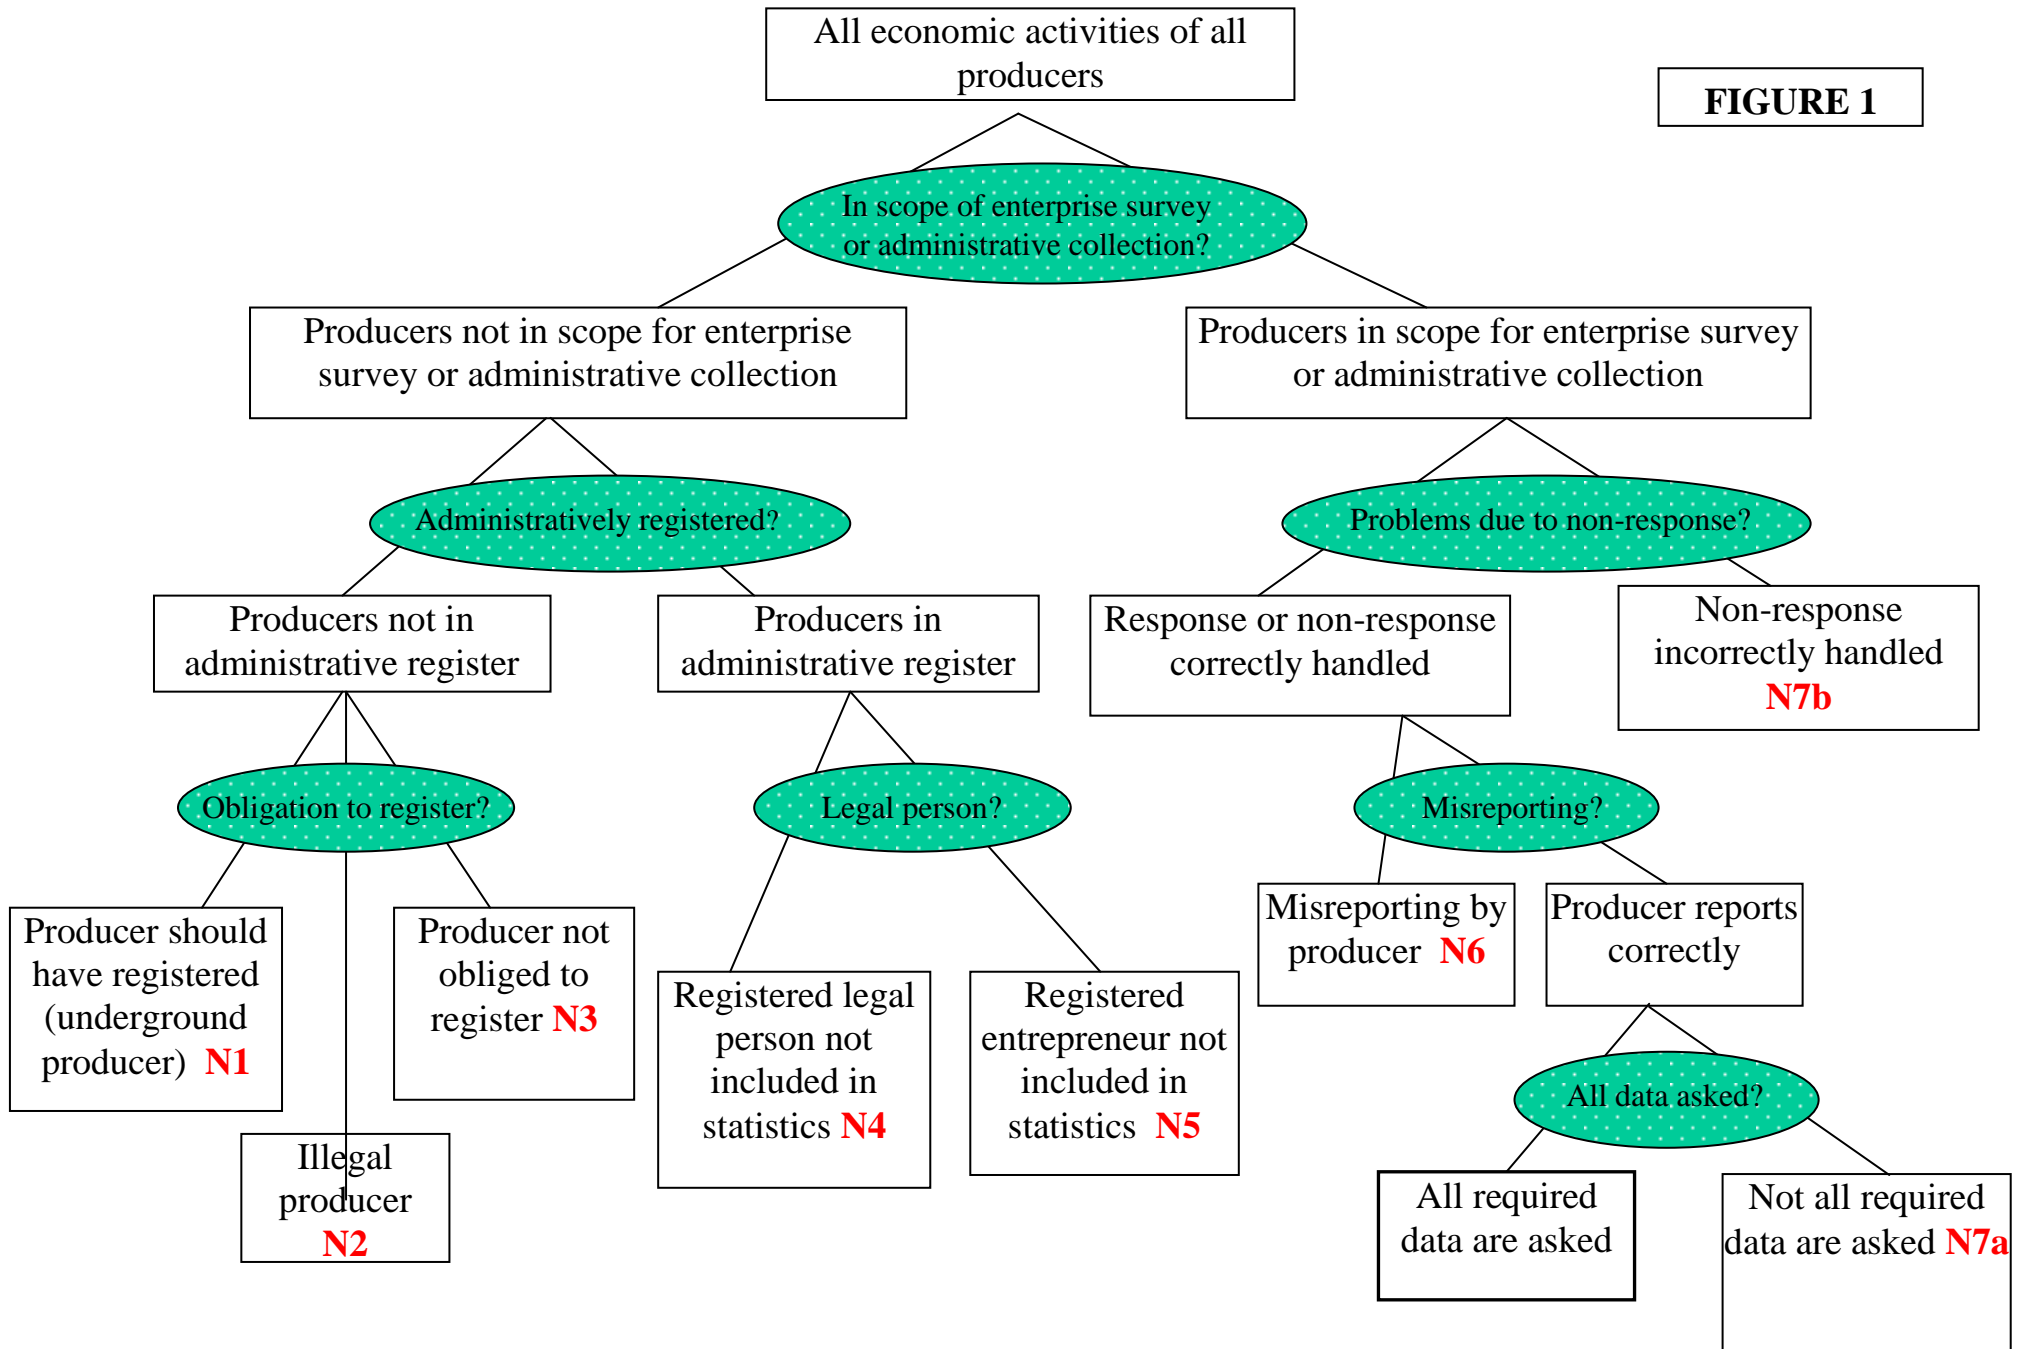 All economic activities of all
producers
FIGURE 1
In scope of enterprise survey
or administrative collection?
Producers not in scope for enterprise
survey or administrative collection
Producers in scope for enterprise survey
or administrative collection
Administratively registered?
Problems due to non-response?
Producers not in
administrative register
Producers in
administrative register
Response or non-response
correctly handled
Non-response
incorrectly handled
N7b
Obligation to register?
Legal person?
Misreporting?
Producer should
have registered
(underground
producer) N1
Producer not
obliged to
register N3
Registered legal
person not
included in
statistics N4
Registered
entrepreneur not
included in
statistics N5
Misreporting by
producer N6
Producer reports
correctly
All data asked?
Illegal
producer
N2
All required
data are asked
Not all required
data are asked N7a